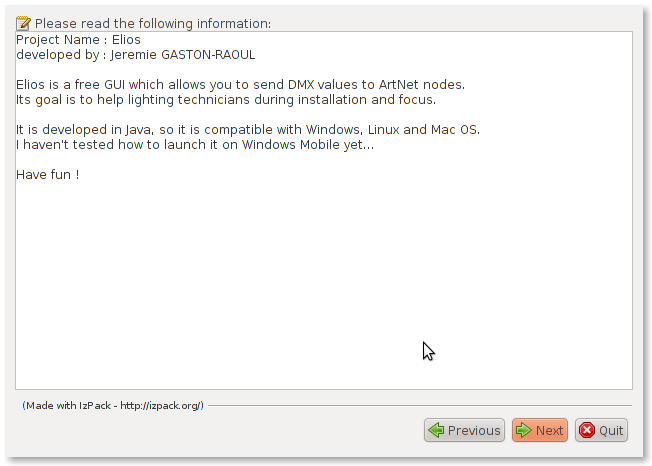 Please read the following information:
Project Name : Elios
developed by : Jeremie GASTON-RAOUL
Elios is a free GUI which allows you to send DMX values to ArtNet nodes.
Its goal is to help lighting technicians during installation and focus.
It is developed in Java, so it is compatible with Windows, Linux and Mac OS.
I haven't tested how to launch it on Windows Mobile yet...
Have fun !
(Made with IzPack - http://izpack.org/)
Previous Next Quit